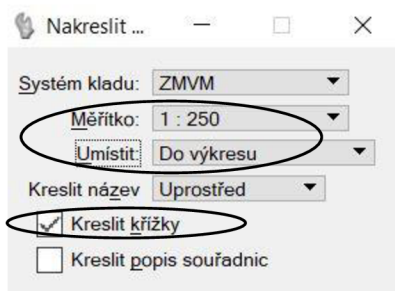 Nakreslit ...
Systém kladu: ZMVM
Měřítko: 1 : 250
Umístit: Do výkresu
Kreslit název Uprostřed
Kreslit křížky
Kreslit popis souřadnic